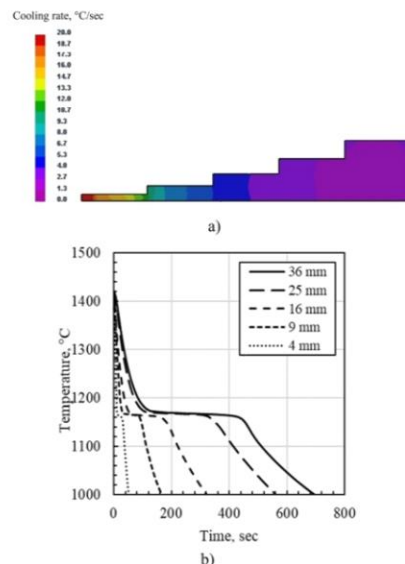 Cooling rate, °C/sec
20.0
18.7
17.3
16.0
14.7
13.3
12.0
10.7
9.3
8.0
6.7
5.3
4.0
2.7
1.3
0.0
a)
1500
1400
1300
1200
1100
1000
Temperature, °C
36 mm
25 mm
16 mm
9 mm
4 mm
0 200 400 600 800
Time, sec
b)